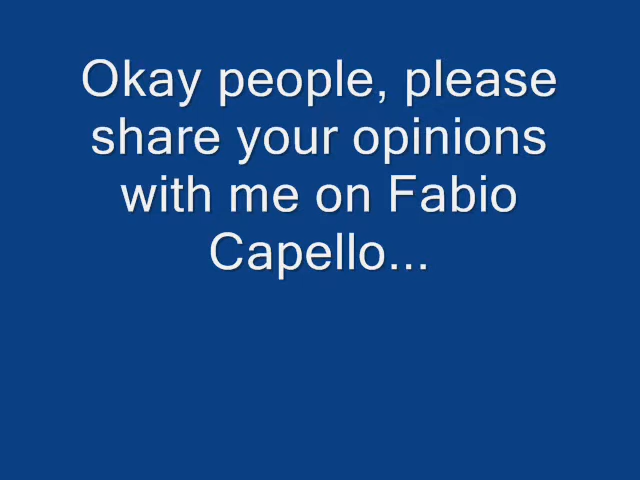 Okay people, please
share your opinions
with me on Fabio
Capello...